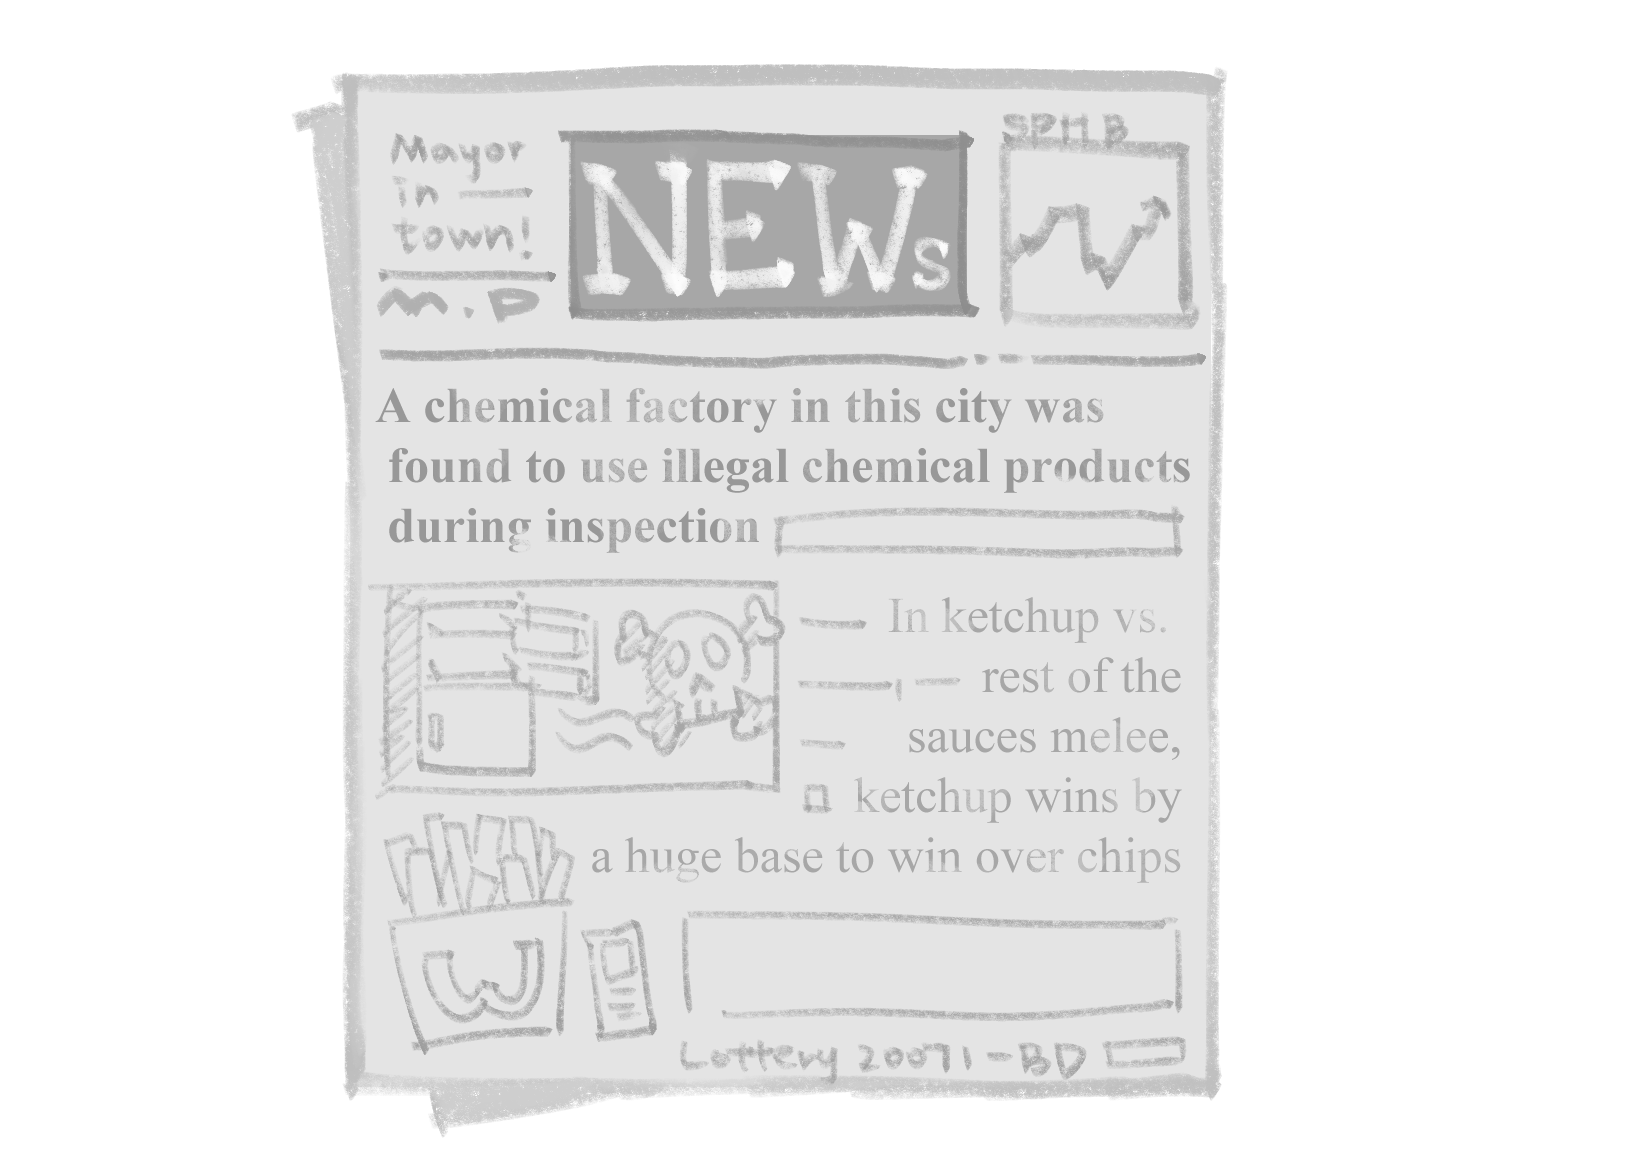 Mayor
in
town!
M.P
NEWs
SPH.B
A chemical factory in this city was
found to use illegal chemical products
during inspection
In ketchup vs.
rest of the
sauces melee,
ketchup wins by
a huge base to win over chips
W
Lottery 20071-BD